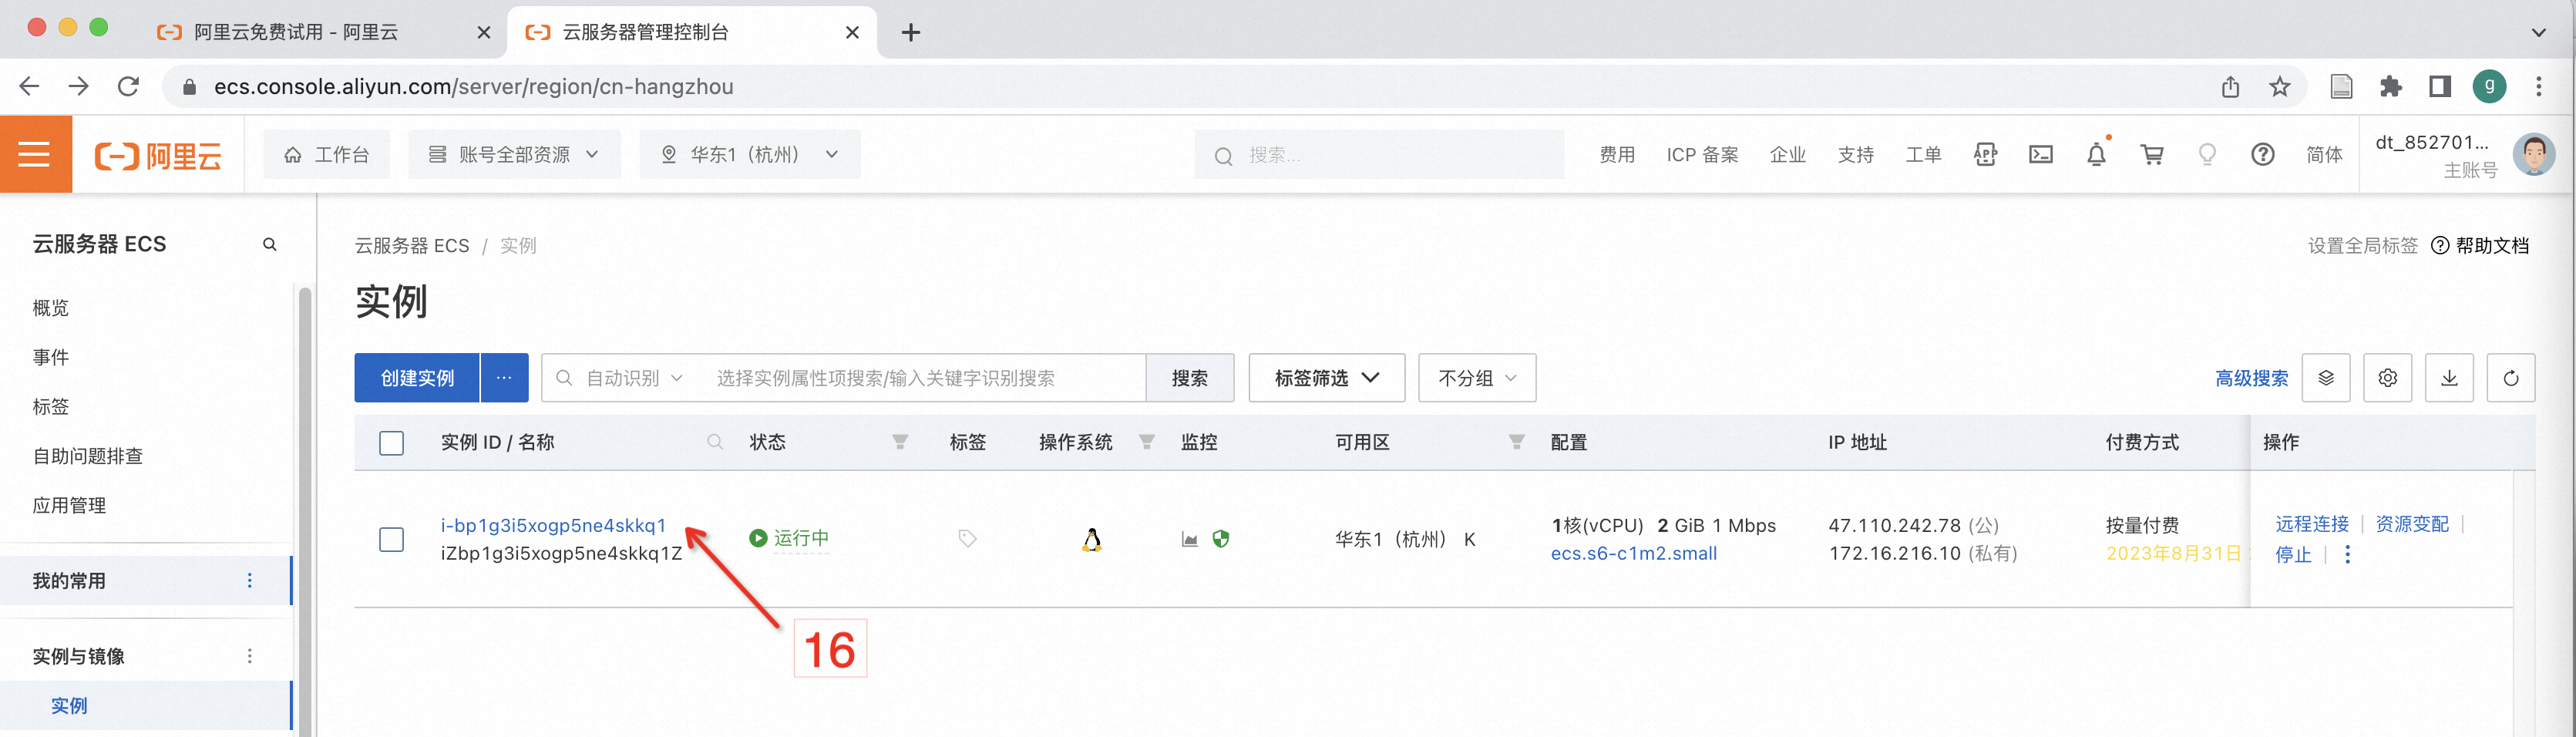 阿里云免费试用 - 阿里云
云服务器管理控制台
ecs.console.aliyun.com/server/region/cn-hangzhou
g
阿里云
工作台
账号全部资源
华东1（杭州）
搜索...
费用
ICP 备案
企业
支持
工单
API
简体
dt_852701...
主账号
云服务器 ECS
云服务器 ECS / 实例
设置全局标签
帮助文档
概览
事件
标签
自助问题排查
应用管理
我的常用
实例与镜像
实例
实例
创建实例
...
自动识别
选择实例属性项搜索/输入关键字识别搜索
搜索
标签筛选
不分组
高级搜索
实例 ID / 名称
状态
标签
操作系统
监控
可用区
配置
IP 地址
付费方式
操作
i-bp1g3i5xogp5ne4skkq1
iZbp1g3i5xogp5ne4skkq1Z
运行中
华东1（杭州） K
1核(vCPU) 2 GiB 1 Mbps
ecs.s6-c1m2.small
47.110.242.78 (公)
172.16.216.10 (私有)
按量付费
2023年8月31日
远程连接 | 资源变配 |
停止 |
16